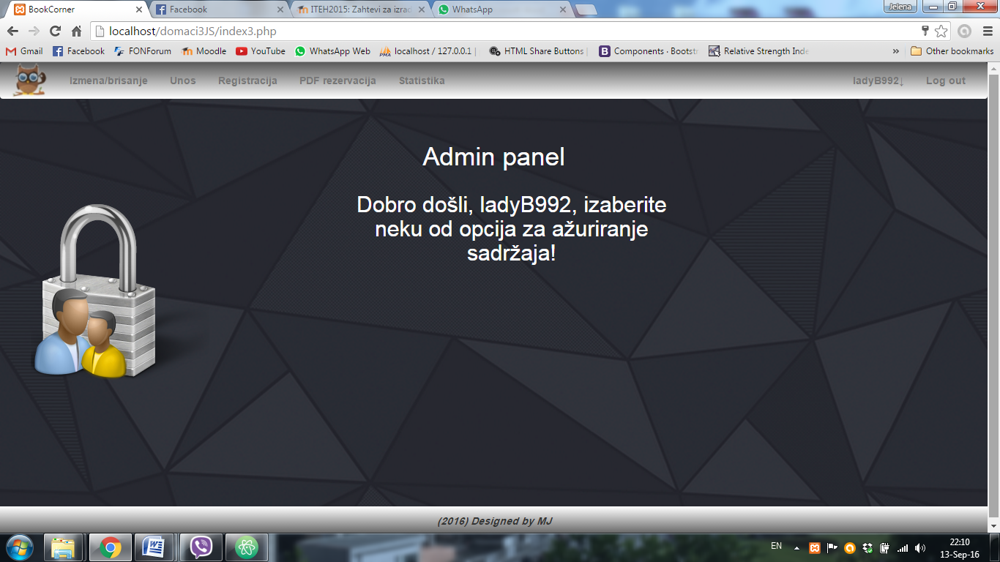 BookCorner
Facebook
ITEH2015: Zahtevi za izrad
WhatsApp
Jelena
localhost/domaci3JS/index3.php
Gmail
Facebook
FONForum
Moodle
YouTube
WhatsApp Web
localhost / 127.0.0.1 |
HTML Share Buttons |
Components · Bootst
Relative Strength Inde
»
Other bookmarks
Izmena/brisanje
Unos
Registracija
PDF rezervacija
Statistika
ladyB992↓
Log out
Admin panel
Dobro došli, ladyB992, izaberite
neku od opcija za ažuriranje
sadržaja!
(2016) Designed by MJ
EN
22:10
13-Sep-16